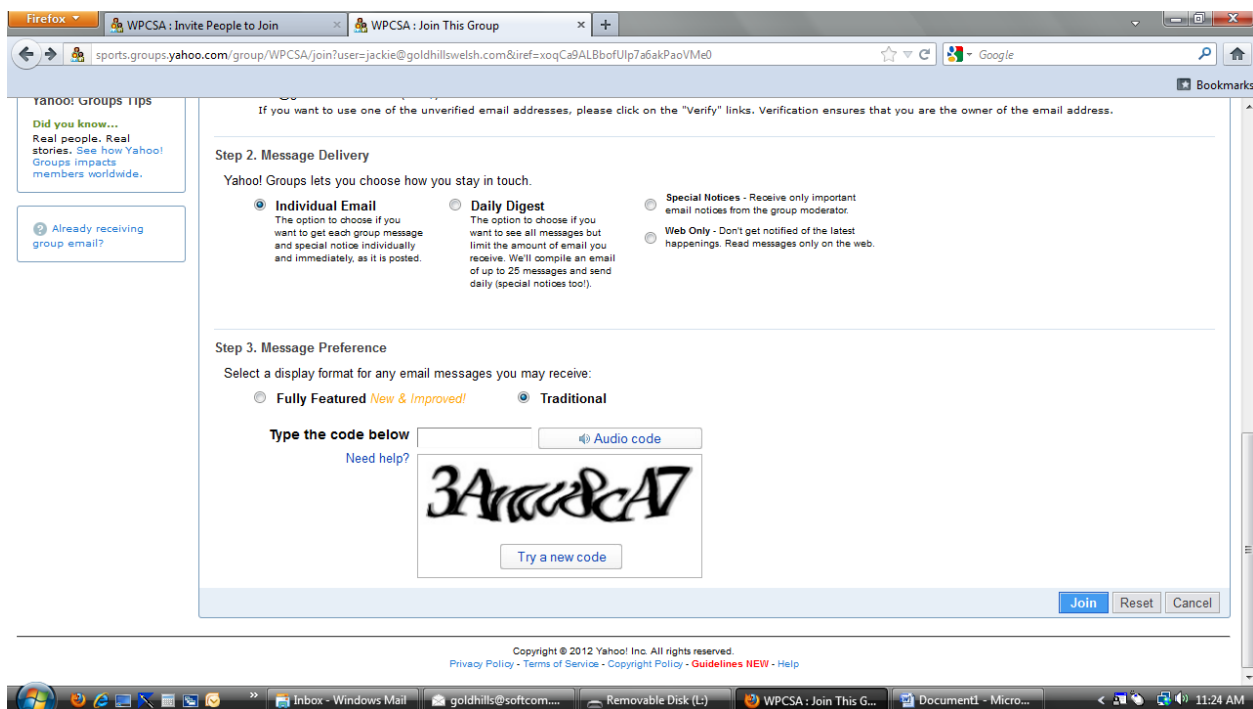 Firefox
WPCSA : Invite People to Join
WPCSA : Join This Group
sports.groups.yahoo.com/group/WPCSA/join?user=jackie@goldhillswelsh.com&iref=xoqCa9ALBbofUlp7a6akPaoVMe0
Google
Bookmarks
Yahoo! Groups Tips
Did you know...
Real people. Real
stories. See how Yahoo!
Groups impacts
members worldwide.
Already receiving
group email?
If you want to use one of the unverified email addresses, please click on the "Verify" links. Verification ensures that you are the owner of the email address.
Step 2. Message Delivery
Yahoo! Groups lets you choose how you stay in touch.
Individual Email
The option to choose if you
want to get each group message
and special notice individually
and immediately, as it is posted.
Daily Digest
The option to choose if you
want to see all messages but
limit the amount of email you
receive. We'll compile an email
of up to 25 messages and send
daily (special notices too!).
Special Notices - Receive only important
email notices from the group moderator.
Web Only - Don't get notified of the latest
happenings. Read messages only on the web.
Step 3. Message Preference
Select a display format for any email messages you may receive:
Fully Featured New & Improved!
Traditional
Type the code below
Audio code
Need help?
Try a new code
Join Reset Cancel
Copyright © 2012 Yahoo! Inc. All rights reserved.
Privacy Policy - Terms of Service - Copyright Policy - Guidelines NEW - Help
Inbox - Windows Mail
goldhills@softcom....
Removable Disk (L:)
WPCSA : Join This G...
Document1 - Micro...
11:24 AM